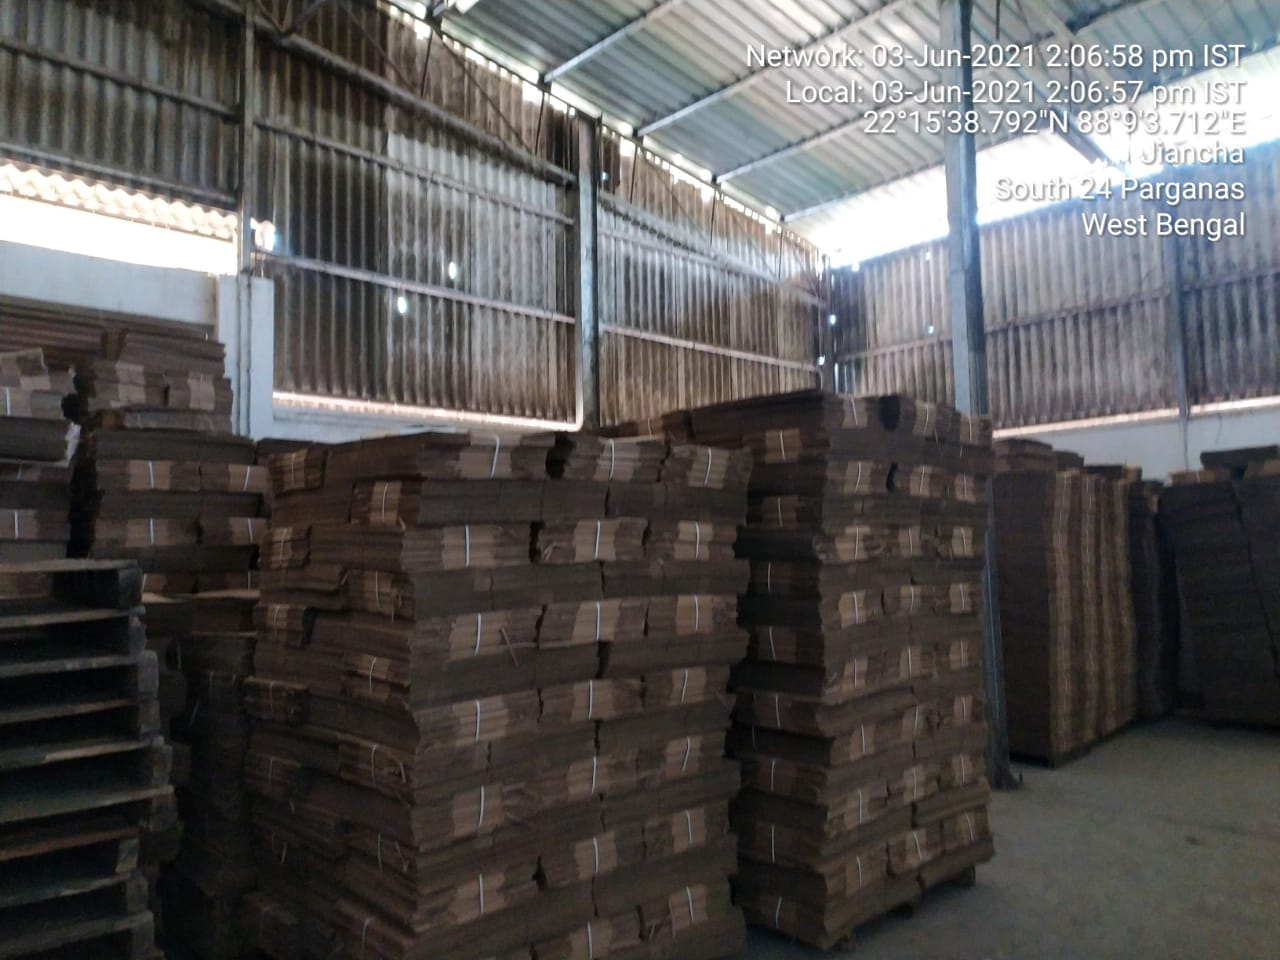 Network: 03-Jun-2021 2:06:58 pm IST
Local: 03-Jun-2021 2:06:57 pm IST
22°15'38.792"N 88°9'3.712"E
Jiancha
South 24 Parganas
West Bengal